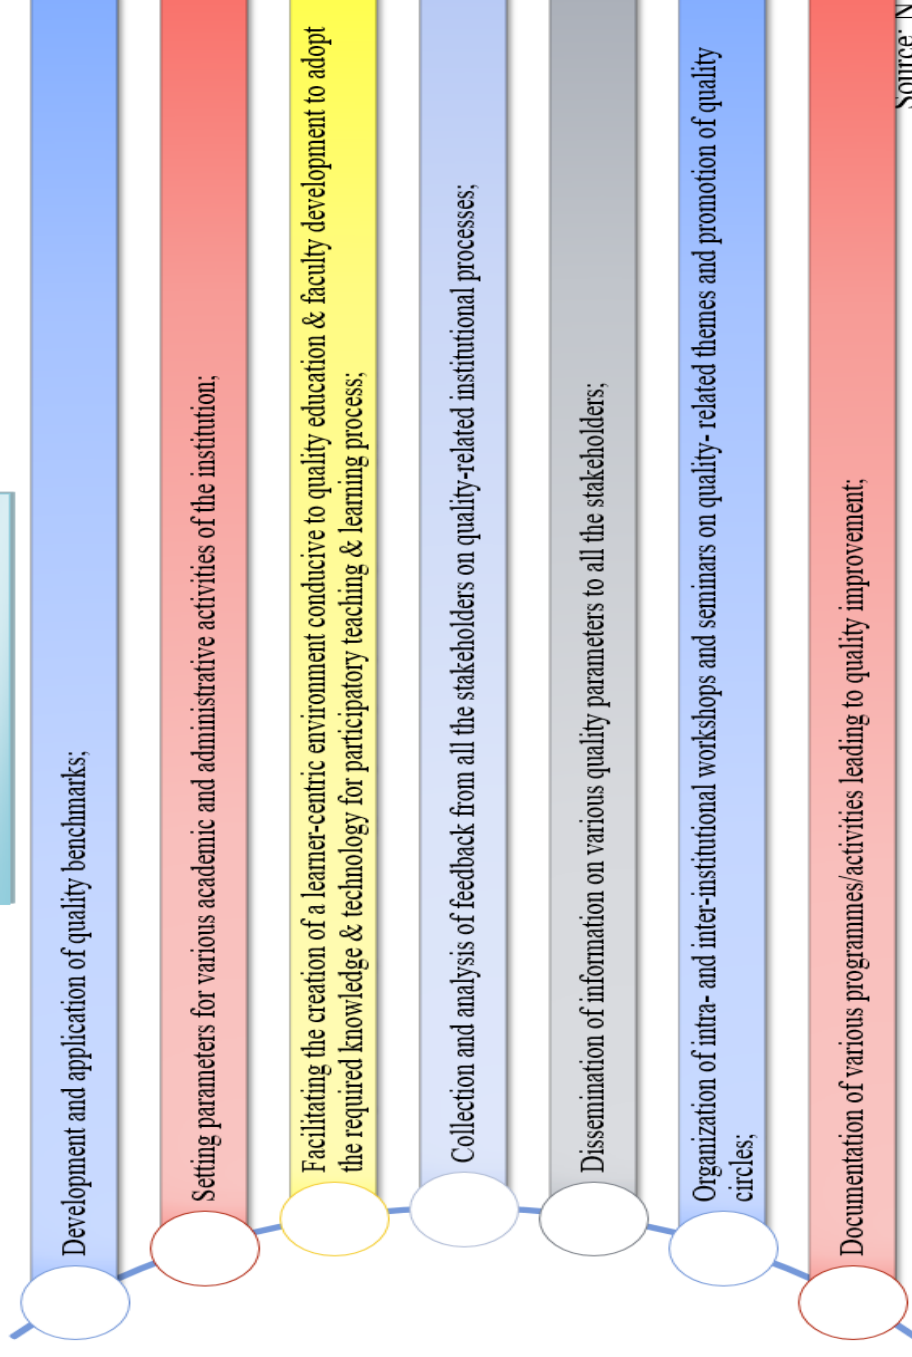 Development and application of quality benchmarks;
Setting parameters for various academic and administrative activities of the institution;
Facilitating the creation of a learner-centric environment conducive to quality education & faculty development to adopt
the required knowledge & technology for participatory teaching & learning process;
Collection and analysis of feedback from all the stakeholders on quality-related institutional processes;
Dissemination of information on various quality parameters to all the stakeholders;
Organization of intra- and inter-institutional workshops and seminars on quality- related themes and promotion of quality
circles;
Documentation of various programmes/activities leading to quality improvement;
Source: N